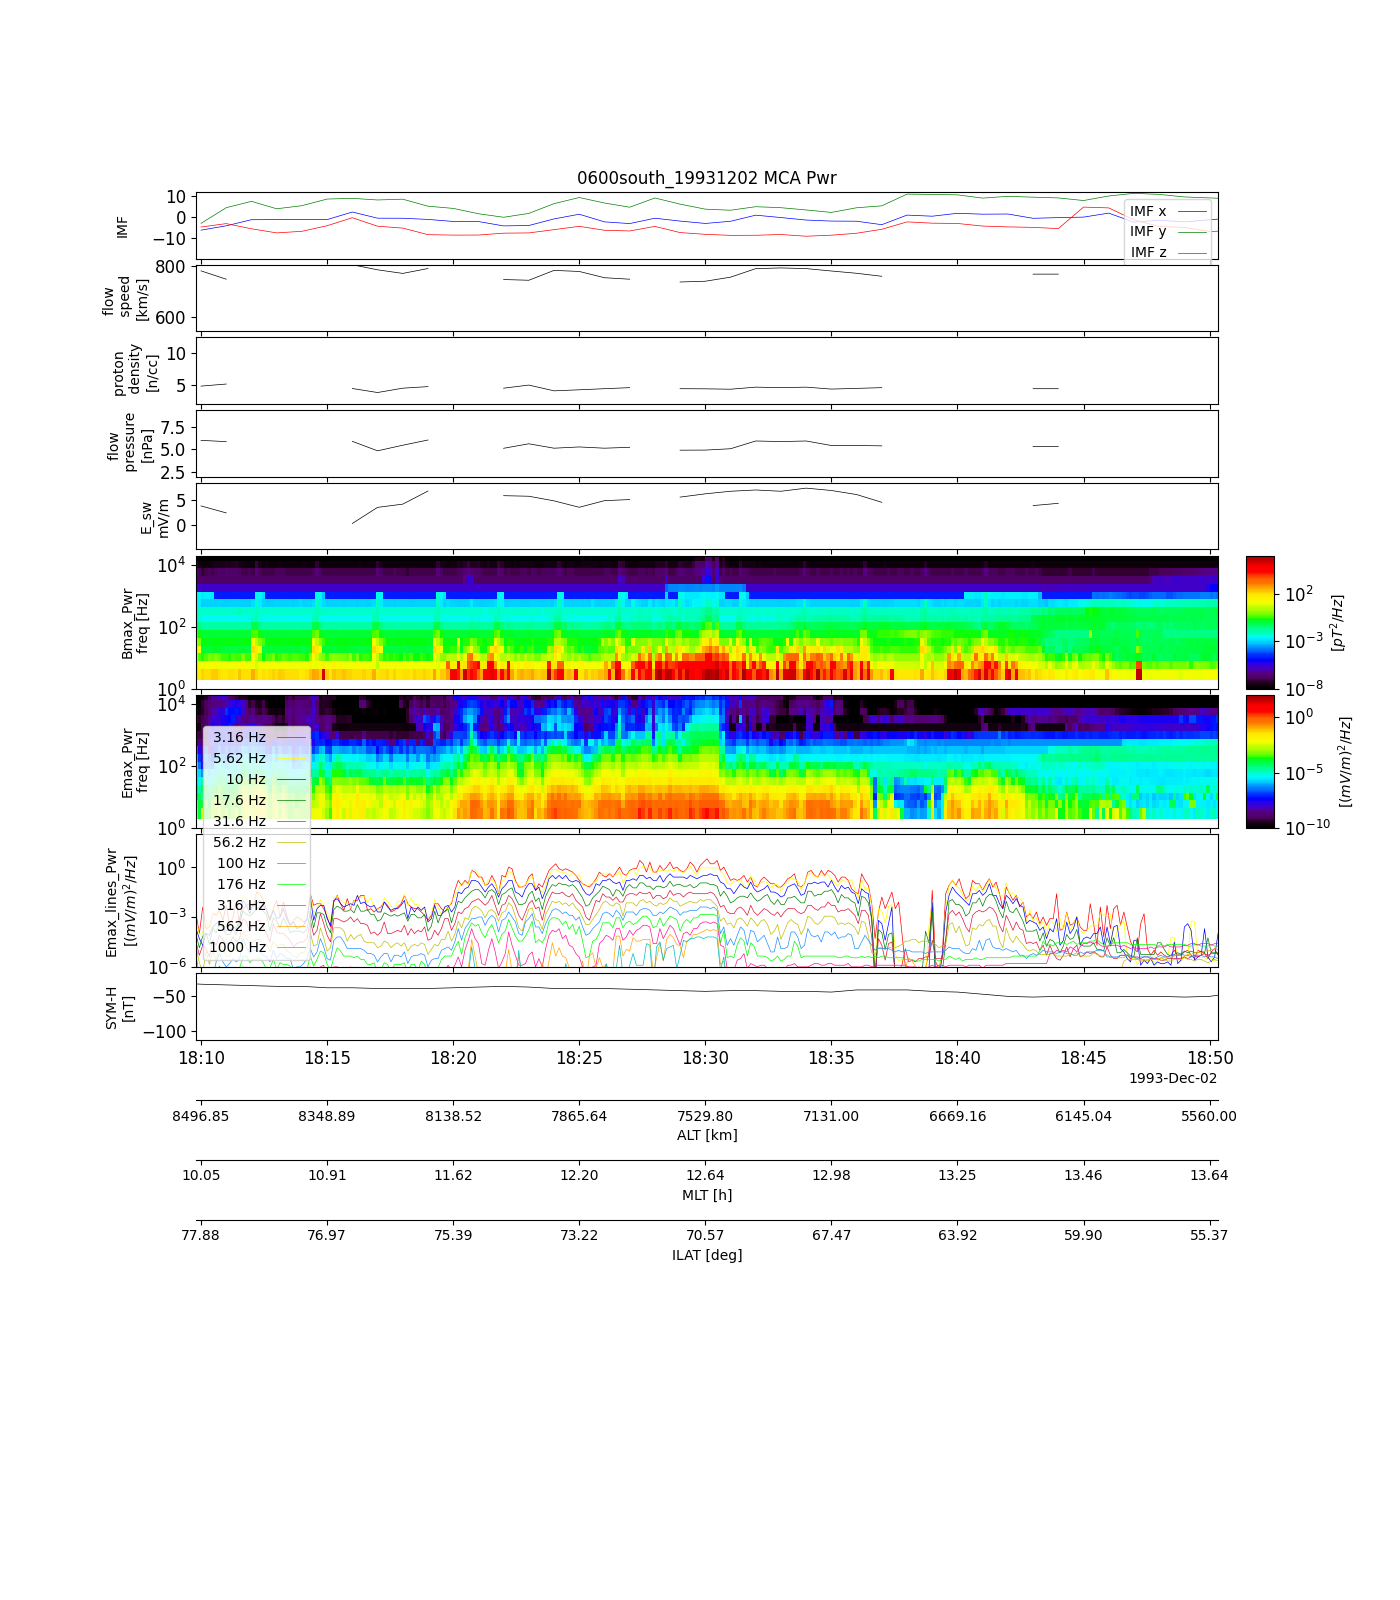 0600south_19931202 MCA Pwr
10
0
−10
IMF
IMF x
IMF y
IMF z
800
600
flow
speed
[km/s]
10
5
proton
density
[n/cc]
7.5
5.0
2.5
flow
pressure
[nPa]
5
0
E_sw
mV/m
10^4
10^2
10^0
Bmax_Pwr
freq [Hz]
10^2
10^−3
10^−8
[pT^2/Hz]
10^4
10^2
10^0
Emax_Pwr
freq [Hz]
10^0
10^−5
10^−10
[(mV/m)^2/Hz]
3.16 Hz
5.62 Hz
10 Hz
17.6 Hz
31.6 Hz
56.2 Hz
100 Hz
176 Hz
316 Hz
562 Hz
1000 Hz
10^0
10^−3
10^−6
Emax_lines_Pwr
[(mV/m)^2/Hz]
−50
−100
SYM-H
[nT]
18:10 18:15 18:20 18:25 18:30 18:35 18:40 18:45 18:50
1993-Dec-02
8496.85 8348.89 8138.52 7865.64 7529.80 7131.00 6669.16 6145.04 5560.00
ALT [km]
10.05 10.91 11.62 12.20 12.64 12.98 13.25 13.46 13.64
MLT [h]
77.88 76.97 75.39 73.22 70.57 67.47 63.92 59.90 55.37
ILAT [deg]